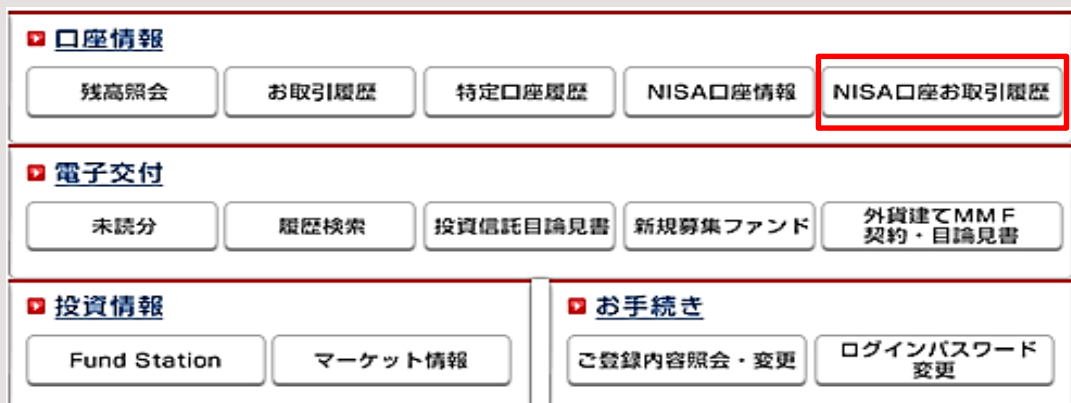 口座情報
残高照会
お取引履歴
特定口座履歴
NISA口座情報
NISA口座お取引履歴
電子交付
未読分
履歴検索
投資信託目論見書
新規募集ファンド
外貨建てMMF
契約・目論見書
投資情報
Fund Station
マーケット情報
お手続き
ご登録内容照会・変更
ログインパスワード
変更